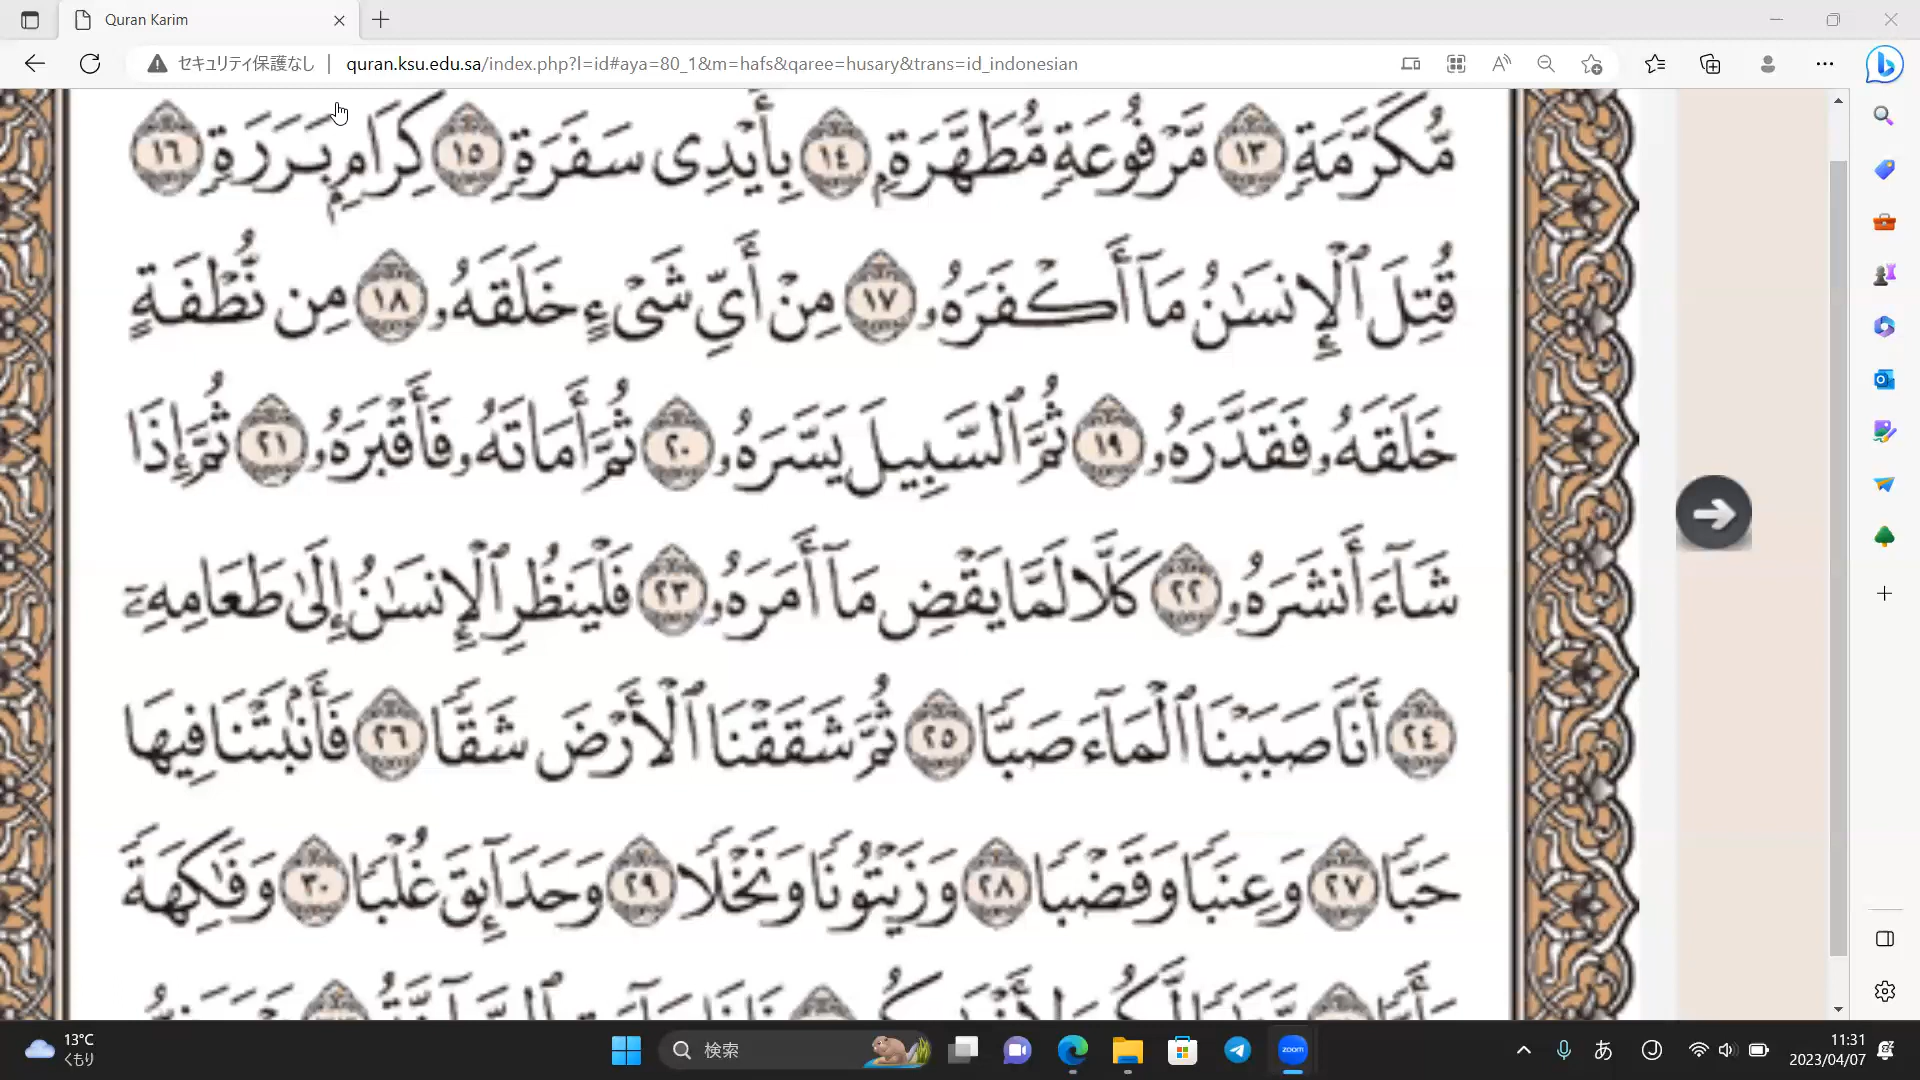 Quran Karim
セキュリティ保護なし
quran.ksu.edu.sa/index.php?l=id#aya=80_1&m=hafs&qaree=husary&trans=id_indonesian
مُّكَرَّمَةٍ ١٣ مَّرْفُوعَةٍ مُّطَهَّرَةٍۭ ١٤ بِأَيْدِى سَفَرَةٍ ١٥ كِرَامٍۭ بَرَرَةٍ ١٦
قُتِلَ ٱلْإِنسَٰنُ مَآ أَكْفَرَهُۥ ١٧ مِنْ أَىِّ شَىْءٍ خَلَقَهُۥ ١٨ مِن نُّطْفَةٍ
خَلَقَهُۥ فَقَدَّرَهُۥ ١٩ ثُمَّ ٱلسَّبِيلَ يَسَّرَهُۥ ٢٠ ثُمَّ أَمَاتَهُۥ فَأَقْبَرَهُۥ ٢١ ثُمَّ إِذَا
شَآءَ أَنشَرَهُۥ ٢٢ كَلَّا لَمَّا يَقْضِ مَآ أَمَرَهُۥ ٢٣ فَلْيَنظُرِ ٱلْإِنسَٰنُ إِلَىٰ طَعَامِهِۦٓ
٢٤ أَنَّا صَبَبْنَا ٱلْمَآءَ صَبًّا ٢٥ ثُمَّ شَقَقْنَا ٱلْأَرْضَ شَقًّا ٢٦ فَأَنۢبَتْنَا فِيهَا
حَبًّا ٢٧ وَعِنَبًا وَقَضْبًا ٢٨ وَزَيْتُونًا وَنَخْلًا ٢٩ وَحَدَآئِقَ غُلْبًا ٣٠ وَفَٰكِهَةً
13°C
くもり
検索
zoom
あ
J
11:31
2023/04/07